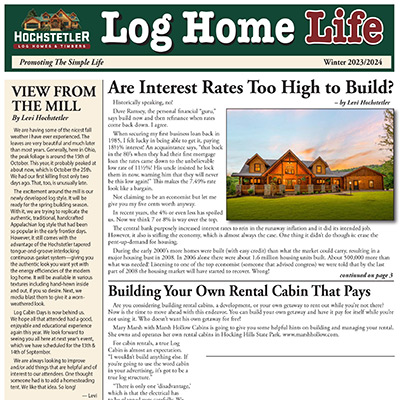 HOCHSTETLER
LOG HOMES & TIMBERS
Log Home Life
Promoting The Simple Life
Winter 2023/2024
VIEW FROM
THE MILL
By Levi Hochstetler
We are having some of the nicest fall
weather I have ever experienced. The
leaves are very beautiful and much later
than most years. Generally, here in Ohio,
the peak foliage is around the 15th of
October. This year, it probably peaked at
about now, which is October the 25th.
We had our first killing frost only two
days ago. That, too, is unusually late.
The excitement around the mill is our
newly developed log style. It will be
ready for the spring building season.
With it, we are trying to replicate the
authentic, traditional, handcrafted
Appalachian log style that had been
so popular in the early frontier days,
however, it still comes with the
advantage of the Hochstetler tapered
tongue-and-groove interlocking
continuous gasket system—giving you
the authentic look you want yet with
the energy efficiencies of the modern
log home. It will be available in various
textures including hand-hewn inside
and out, if you so desire. Next, we
media blast them to give it a worn-
weathered look.
Log Cabin Days is now behind us.
We hope all that attended had a good,
enjoyable and educational experience
again this year. We look forward to
seeing you all here at next year's event,
which we have scheduled for the 13th &
14th of September.
We are always looking to improve
and/or add things that are helpful and of
interest to our attendees. One thought
someone had is to add a homesteading
tent. We like that idea. So long!
— Levi
Are Interest Rates Too High to Build?
– by Levi Hochstetler
Historically speaking, no!
Dave Ramsey, the personal financial "guru,"
says build now and then refinance when rates
come back down. I agree.
When securing my first business loan back in
1985, I felt lucky in being able to get it, paying
18½% interest! An acquaintance says, "that back
in the 80's when they had their first mortgage
loan the rates came down to the unbelievable
low rate of 11½%! His uncle insisted he lock
them in now, warning him that they will never
be this low again!" This makes the 7.49% rate
look like a bargain.
Not claiming to be an economist but let me
give you my five cents worth anyway.
In recent years, the 4% or even less has spoiled
us. Now we think 7 or 8% is way over the top.
The central bank purposely increased interest rates to rein in the runaway inflation and it did its intended job.
However, it also is stifling the economy, which is almost always the case. One thing it didn't do though is: crase the
pent-up-demand for housing.
During the early 2000's more homes were built (with easy credit) than what the market could carry, resulting in a
major housing bust in 2008. In 2006 alone there were about 1.6 million housing units built. About 500,000 more than
what was needed! Listening to one of the top economist (someone that advised congress) we were told that by the last
part of 2008 the housing market will have started to recover. Wrong!
continued on page 3
Building Your Own Rental Cabin That Pays
Are you considering building rental cabins, a development, or your own getaway to rent out while you're not there?
Now is the time to move ahead with this endeavor. You can build your own getaway and have it pay for itself while you're
not using it. Who doesn't want his own getaway for free!
Mary Marsh with Marsh Hollow Cabins is going to give you some helpful hints on building and managing your rental.
She owns and operates her own rental cabins in Hocking Hills State Park. www.marshhollow.com.
For cabin rentals, a true Log
Cabin is almost an expectation.
"I wouldn't build anything else. If
you're going to use the word cabin
in your advertising, it's got to be a
true log structure."
"There is only one 'disadvantage,'
which is that the electrical has